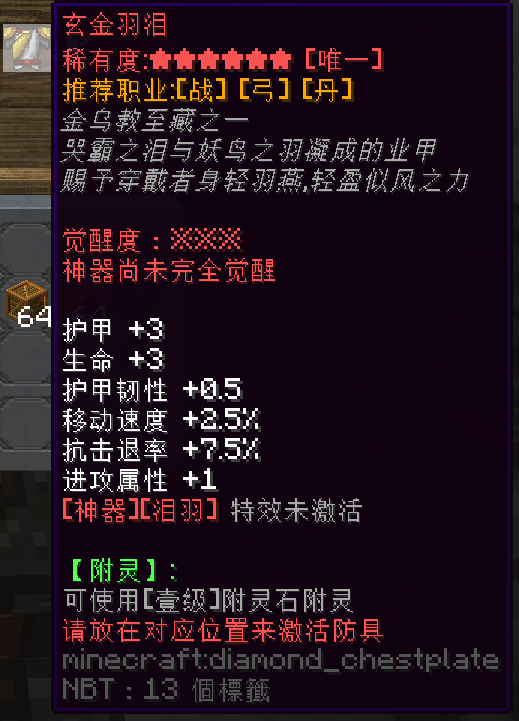 玄金羽泪
稀有度:★★★★★★ [唯一]
推荐职业:[战] [弓] [丹]
金乌教至藏之一
哭霸之泪与妖鸟之羽凝成的业甲
赐予穿戴者身轻羽燕,轻盈似风之力
觉醒度：※※※
神器尚未完全觉醒
护甲 +3
生命 +3
护甲韧性 +0.5
移动速度 +2.5%
抗击退率 +7.5%
进攻属性 +1
[神器][泪羽] 特效未激活
【附灵】:
可使用[壹级]附灵石附灵
请放在对应位置来激活防具
minecraft:diamond_chestplate
NBT：13 個標籤
64